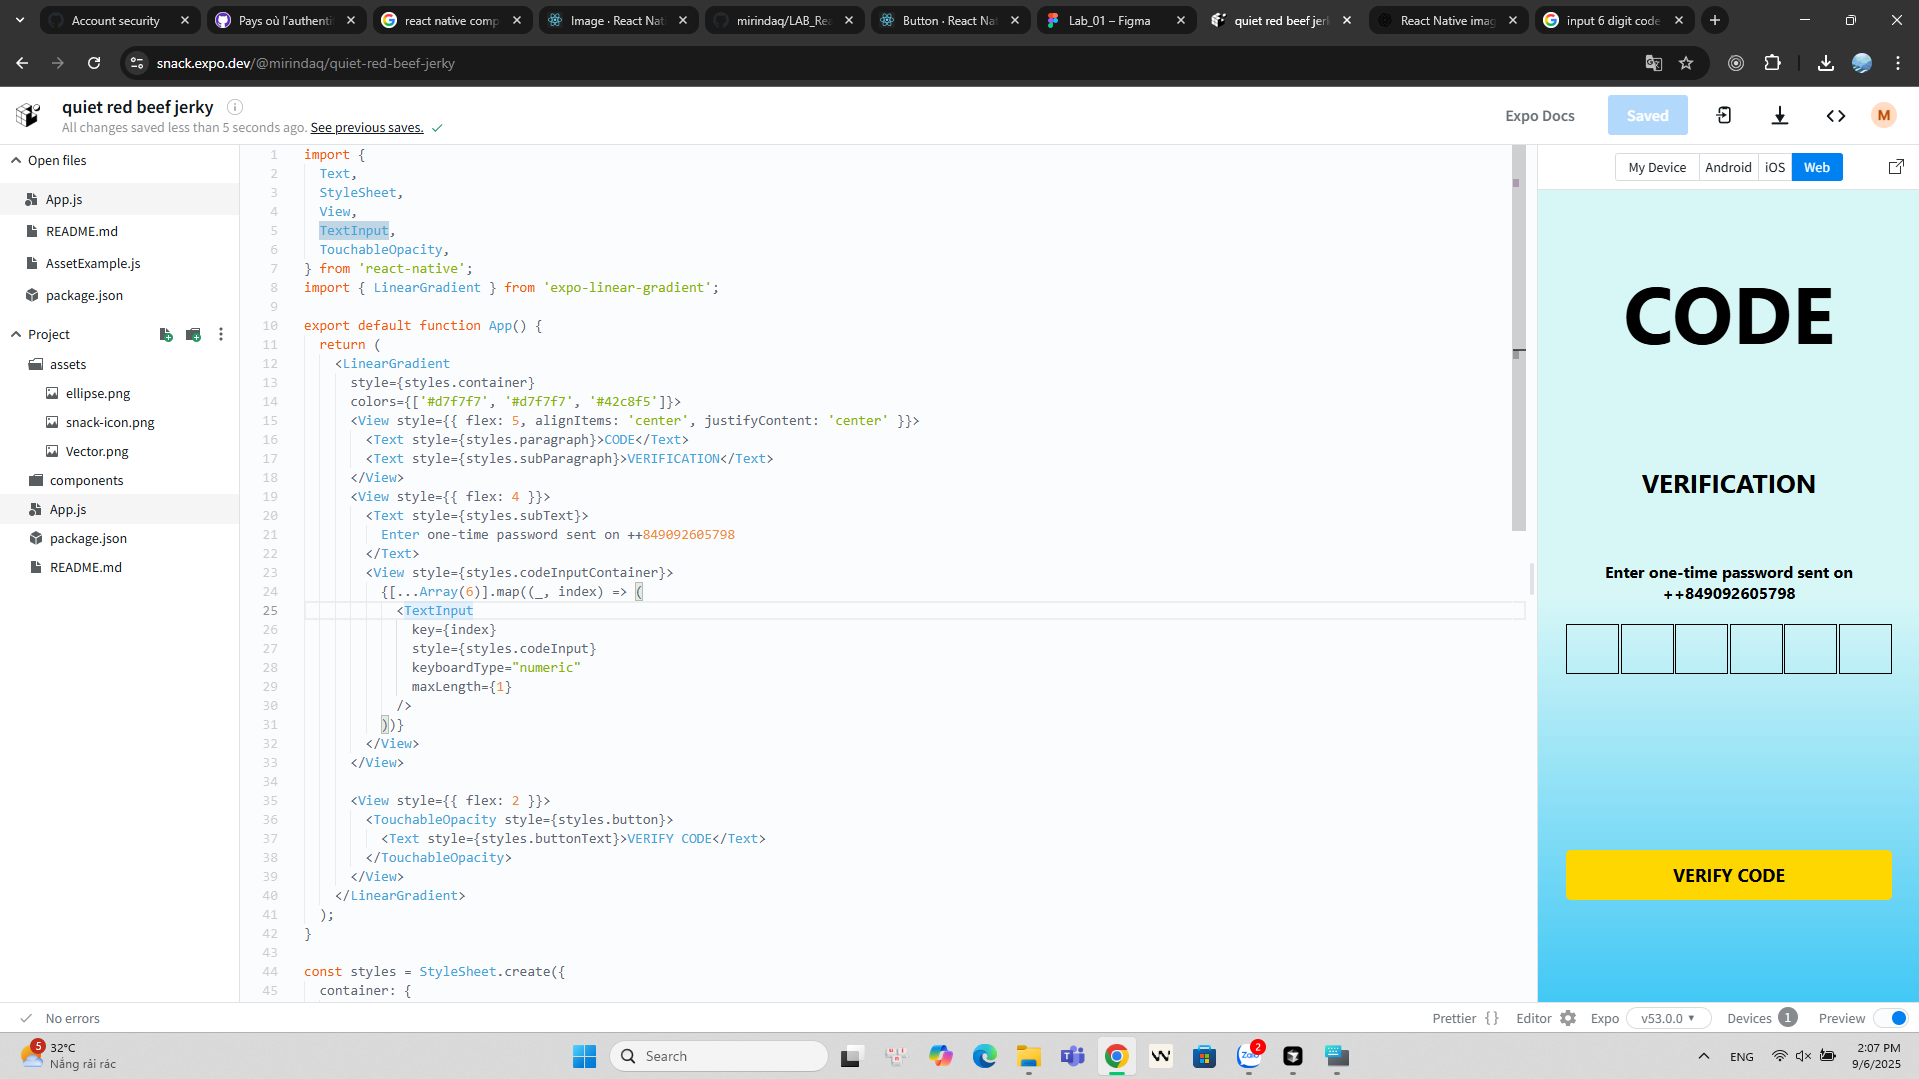 Account security
Pays où l'authenti
react native comp
Image · React Nati
mirindaq/LAB_Rea
Button · React Nat
Lab_01 – Figma
quiet red beef jerk
React Native imag
input 6 digit code
snack.expo.dev/@mirindaq/quiet-red-beef-jerky
quiet red beef jerky
All changes saved less than 5 seconds ago. See previous saves.
Expo Docs
Saved
M
Open files
App.js
README.md
AssetExample.js
package.json
Project
assets
ellipse.png
snack-icon.png
Vector.png
components
App.js
package.json
README.md
1 import {
2 Text,
3 StyleSheet,
4 View,
5 TextInput,
6 TouchableOpacity,
7 } from 'react-native';
8 import { LinearGradient } from 'expo-linear-gradient';
9
10 export default function App() {
11 return (
12 <LinearGradient
13 style={styles.container}
14 colors={['#d7f7f7', '#d7f7f7', '#42c8f5']}>
15 <View style={{ flex: 5, alignItems: 'center', justifyContent: 'center' }}>
16 <Text style={styles.paragraph}>CODE</Text>
17 <Text style={styles.subParagraph}>VERIFICATION</Text>
18 </View>
19 <View style={{ flex: 4 }}>
20 <Text style={styles.subText}>
21 Enter one-time password sent on ++849092605798
22 </Text>
23 <View style={styles.codeInputContainer}>
24 {[...Array(6)].map((_, index) => (
25 <TextInput
26 key={index}
27 style={styles.codeInput}
28 keyboardType="numeric"
29 maxLength={1}
30 />
31 ))}
32 </View>
33 </View>
34
35 <View style={{ flex: 2 }}>
36 <TouchableOpacity style={styles.button}>
37 <Text style={styles.buttonText}>VERIFY CODE</Text>
38 </TouchableOpacity>
39 </View>
40 </LinearGradient>
41 );
42 }
43
44 const styles = StyleSheet.create({
45 container: {
My Device
Android
iOS
Web
CODE
VERIFICATION
Enter one-time password sent on
++849092605798
VERIFY CODE
No errors
Prettier {}
Editor
Expo
v53.0.0
Devices 1
Preview
5
32°C
Nắng rải rác
Search
Zalo
2
ENG
2:07 PM
9/6/2025